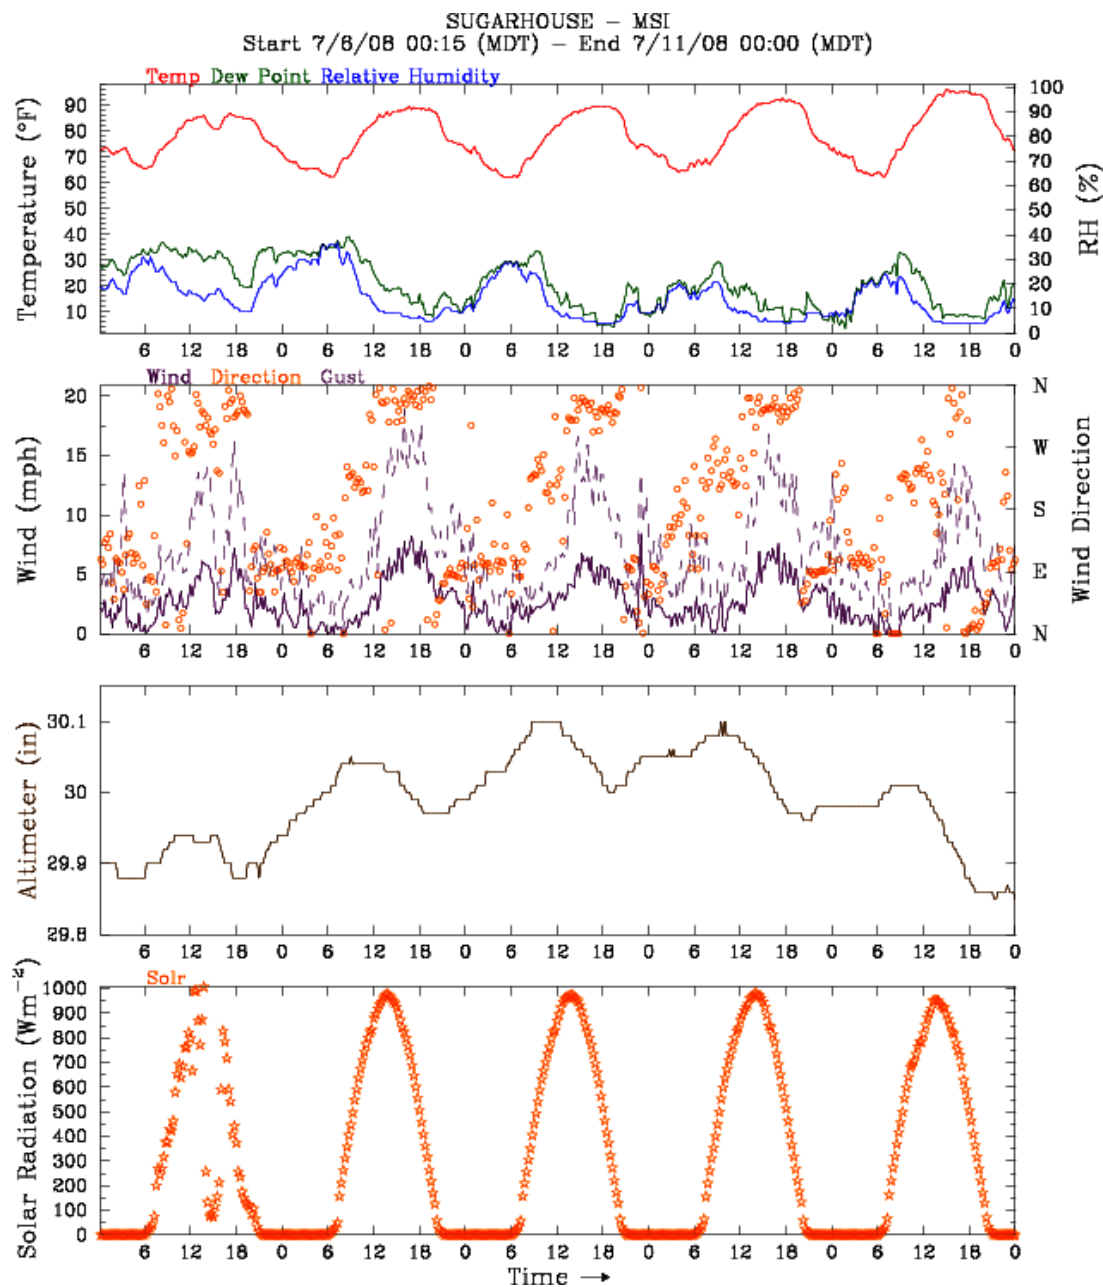 SUGARHOUSE - MSI
Start 7/6/08 00:15 (MDT) - End 7/11/08 00:00 (MDT)
Temp Dew Point Relative Humidity
Temperature (°F)
90
80
70
60
50
40
30
20
10
100
90
80
70
60
50
40
30
20
10
0
RH (%)
6 12 18 0 6 12 18 0 6 12 18 0 6 12 18 0 6 12 18 0
Wind Direction Gust
Wind (mph)
20
15
10
5
0
N
W
S
E
N
Wind Direction
6 12 18 0 6 12 18 0 6 12 18 0 6 12 18 0 6 12 18 0
Altimeter (in)
30.1
30
29.9
29.8
6 12 18 0 6 12 18 0 6 12 18 0 6 12 18 0 6 12 18 0
Solr
Solar Radiation (Wm⁻²)
1000
900
800
700
600
500
400
300
200
100
0
6 12 18 0 6 12 18 0 6 12 18 0 6 12 18 0 6 12 18 0
Time →